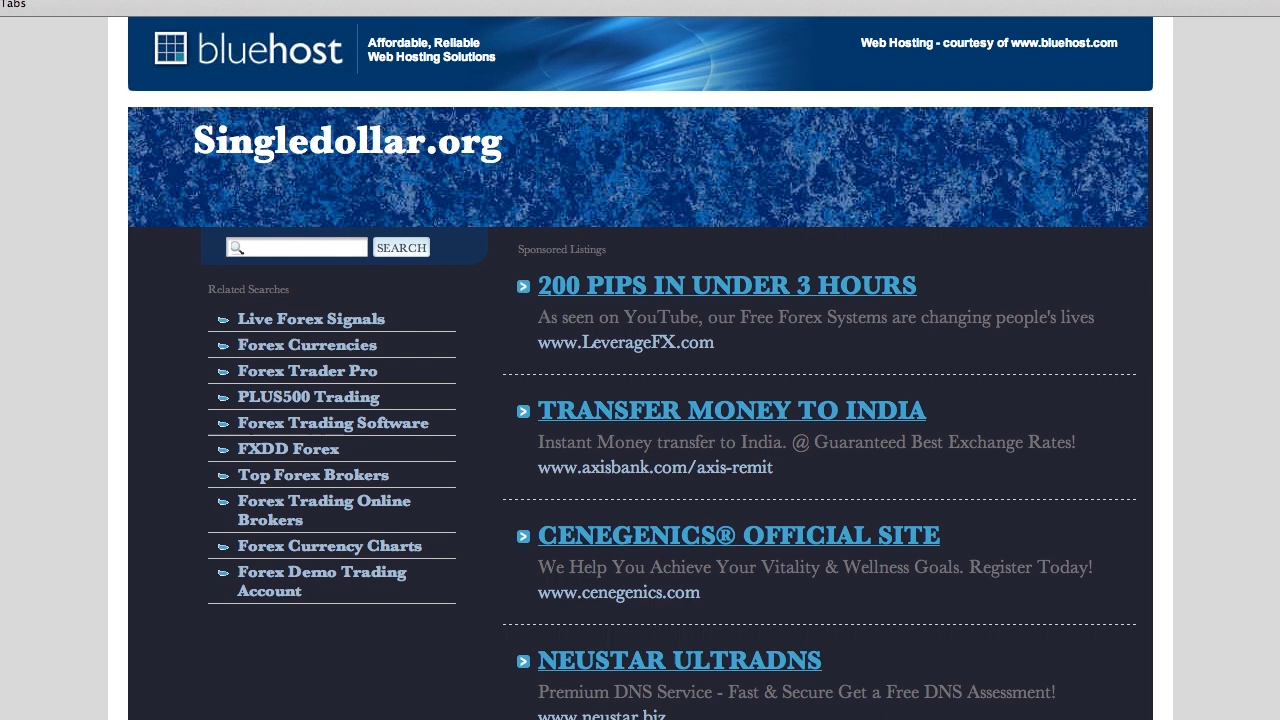 Tabs
bluehost
Affordable, Reliable
Web Hosting Solutions
Web Hosting - courtesy of www.bluehost.com
Singledollar.org
SEARCH
Related Searches
Live Forex Signals
Forex Currencies
Forex Trader Pro
PLUS500 Trading
Forex Trading Software
FXDD Forex
Top Forex Brokers
Forex Trading Online
Brokers
Forex Currency Charts
Forex Demo Trading
Account
Sponsored Listings
200 PIPS IN UNDER 3 HOURS
As seen on YouTube, our Free Forex Systems are changing people's lives
www.LeverageFX.com
TRANSFER MONEY TO INDIA
Instant Money transfer to India. @ Guaranteed Best Exchange Rates!
www.axisbank.com/axis-remit
CENEGENICS® OFFICIAL SITE
We Help You Achieve Your Vitality & Wellness Goals. Register Today!
www.cenegenics.com
NEUSTAR ULTRADNS
Premium DNS Service - Fast & Secure Get a Free DNS Assessment!
www.neustar.biz